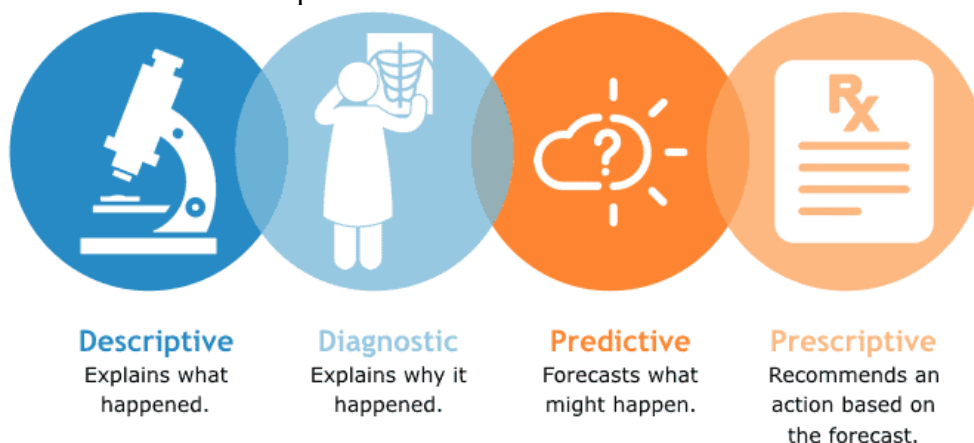 ?
Rx
Descriptive
Explains what
happened.
Diagnostic
Explains why it
happened.
Predictive
Forecasts what
might happen.
Prescriptive
Recommends an
action based on
the forecast.